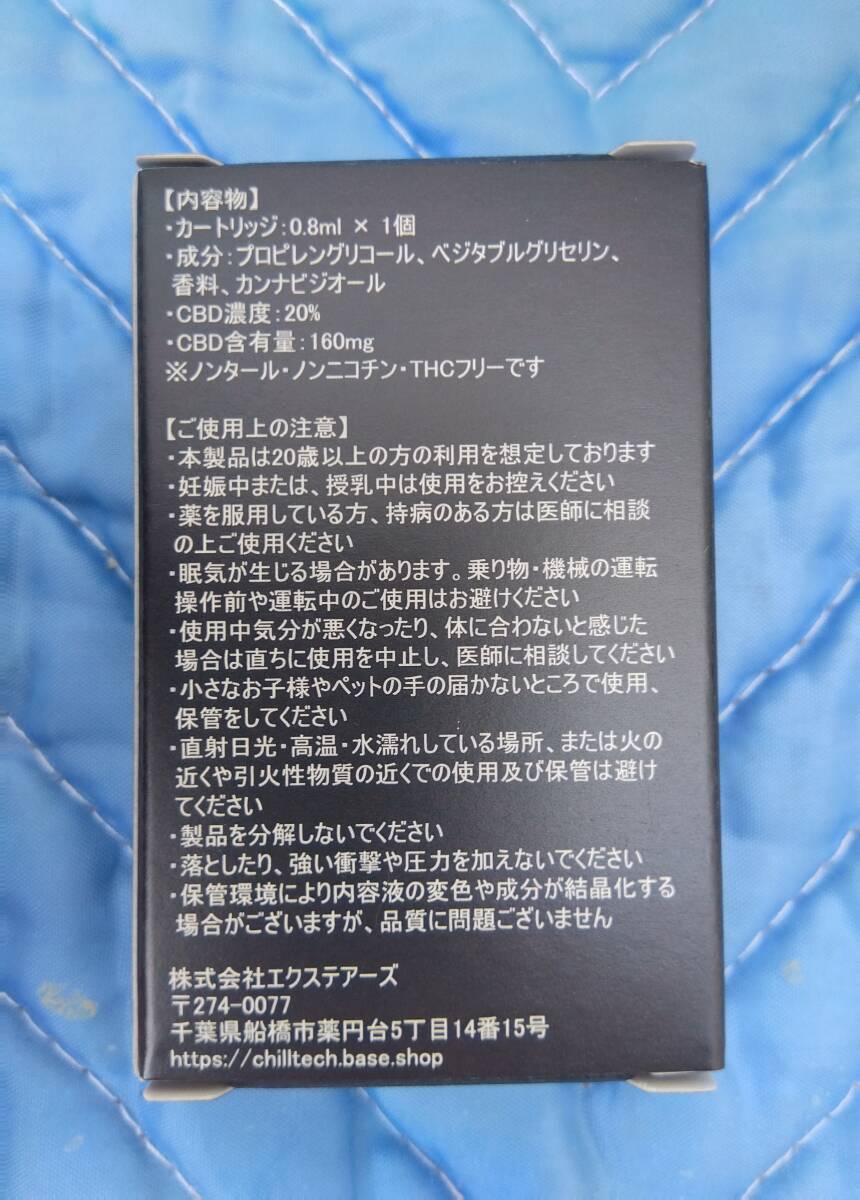 【内容物】
・カートリッジ:0.8ml × 1個
・成分:プロピレングリコール、ベジタブルグリセリン、
香料、カンナビジオール
・CBD濃度:20%
・CBD含有量:160mg
※ノンタール・ノンニコチン・THCフリーです
【ご使用上の注意】
・本製品は20歳以上の方の利用を想定しております
・妊娠中または、授乳中は使用をお控えください
・薬を服用している方、持病のある方は医師に相談
の上ご使用ください
・眠気が生じる場合があります。乗り物・機械の運転
操作前や運転中のご使用はお避けください
・使用中気分が悪くなったり、体に合わないと感じた
場合は直ちに使用を中止し、医師に相談してください
・小さなお子様やペットの手の届かないところで使用、
保管をしてください
・直射日光・高温・水濡れしている場所、または火の
近くや引火性物質の近くでの使用及び保管は避け
てください
・製品を分解しないでください
・落としたり、強い衝撃や圧力を加えないでください
・保管環境により内容液の変色や成分が結晶化する
場合がございますが、品質に問題ございません
株式会社エクステアーズ
〒274-0077
千葉県船橋市薬円台5丁目14番15号
https://chilltech.base.shop